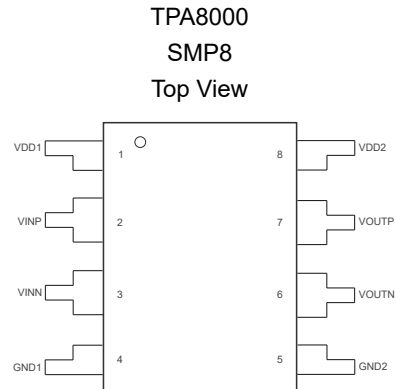 TPA8000
SMP8
Top View
VDD1 1 8 VDD2
VINP 2 7 VOUTP
VINN 3 6 VOUTN
GND1 4 5 GND2